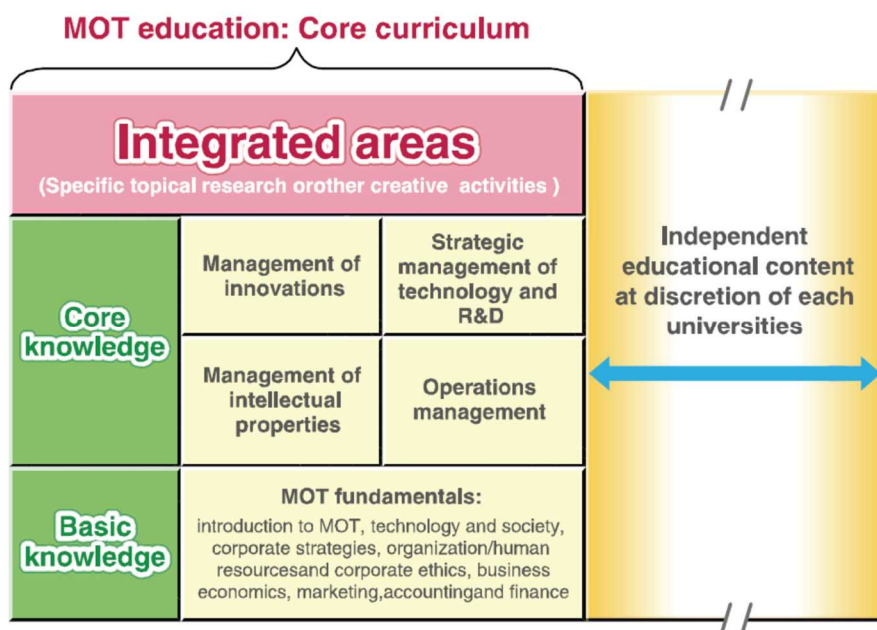 MOT education: Core curriculum
Integrated areas
(Specific topical research orother creative activities )
Core
knowledge
Management of
innovations
Strategic
management of
technology and
R&D
Management of
intellectual
properties
Operations
management
Basic
knowledge
MOT fundamentals:
introduction to MOT, technology and society,
corporate strategies, organization/human
resourcesand corporate ethics, business
economics, marketing,accountingand finance
Independent
educational content
at discretion of each
universities